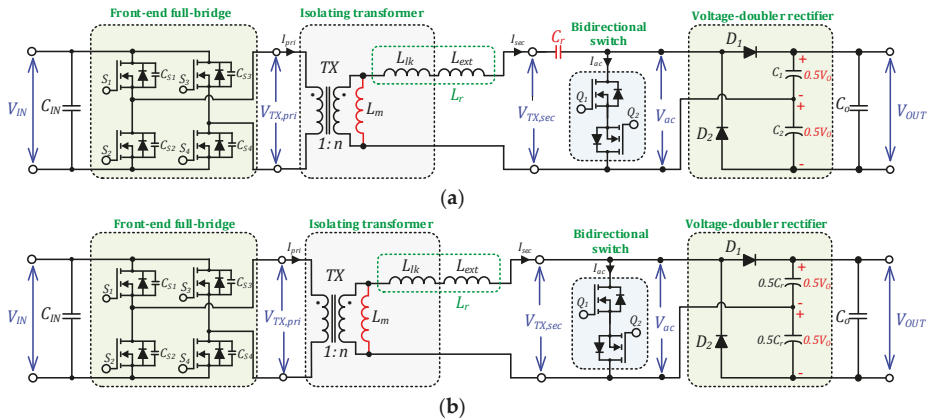 Front-end full-bridge
Isolating transformer
Bidirectional switch
Voltage-doubler rectifier
I_pri
I_sec
C_r
I_ac
D_1
S_1
C_S1
S_3
C_S3
TX
L_lk
L_ext
L_r
Q_1
Q_2
C_1
0.5V_o
+
V_IN
C_IN
V_TX,pri
L_m
V_TX,sec
V_ac
C_o
V_OUT
S_2
C_S2
S_4
C_S4
1:n
D_2
+
C_2
0.5V_o
-
(a)
Front-end full-bridge
Isolating transformer
Bidirectional switch
Voltage-doubler rectifier
I_pri
I_sec
I_ac
D_1
S_1
C_S1
S_3
C_S3
TX
L_lk
L_ext
L_r
Q_1
Q_2
0.5C_r
0.5V_o
+
V_IN
C_IN
V_TX,pri
L_m
V_TX,sec
V_ac
C_o
V_OUT
S_2
C_S2
S_4
C_S4
1:n
D_2
+
0.5C_r
0.5V_o
-
(b)